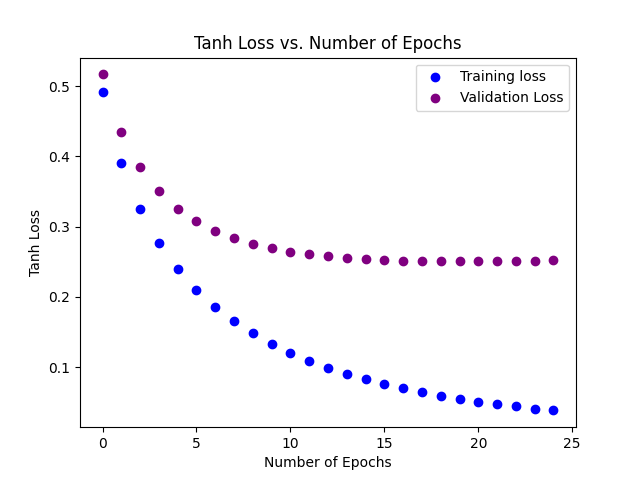 Tanh Loss vs. Number of Epochs
Training loss
Validation Loss
Tanh Loss
0.5
0.4
0.3
0.2
0.1
0 5 10 15 20 25
Number of Epochs